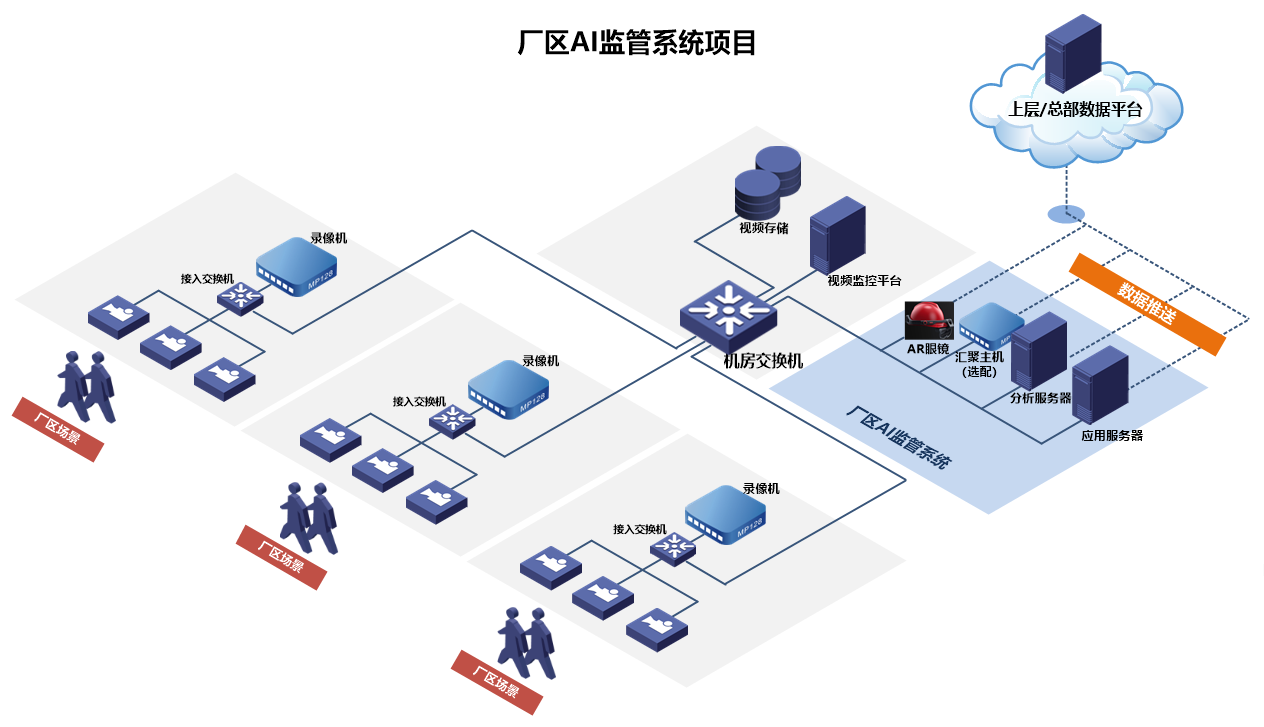 厂区AI监管系统项目
上层/总部数据平台
视频存储
视频监控平台
机房交换机
录像机
MP128
接入交换机
厂区场景
录像机
MP128
接入交换机
厂区场景
录像机
MP128
接入交换机
厂区场景
数据推送
AR眼镜
MP
汇聚主机
(选配)
分析服务器
应用服务器
厂区AI监管系统